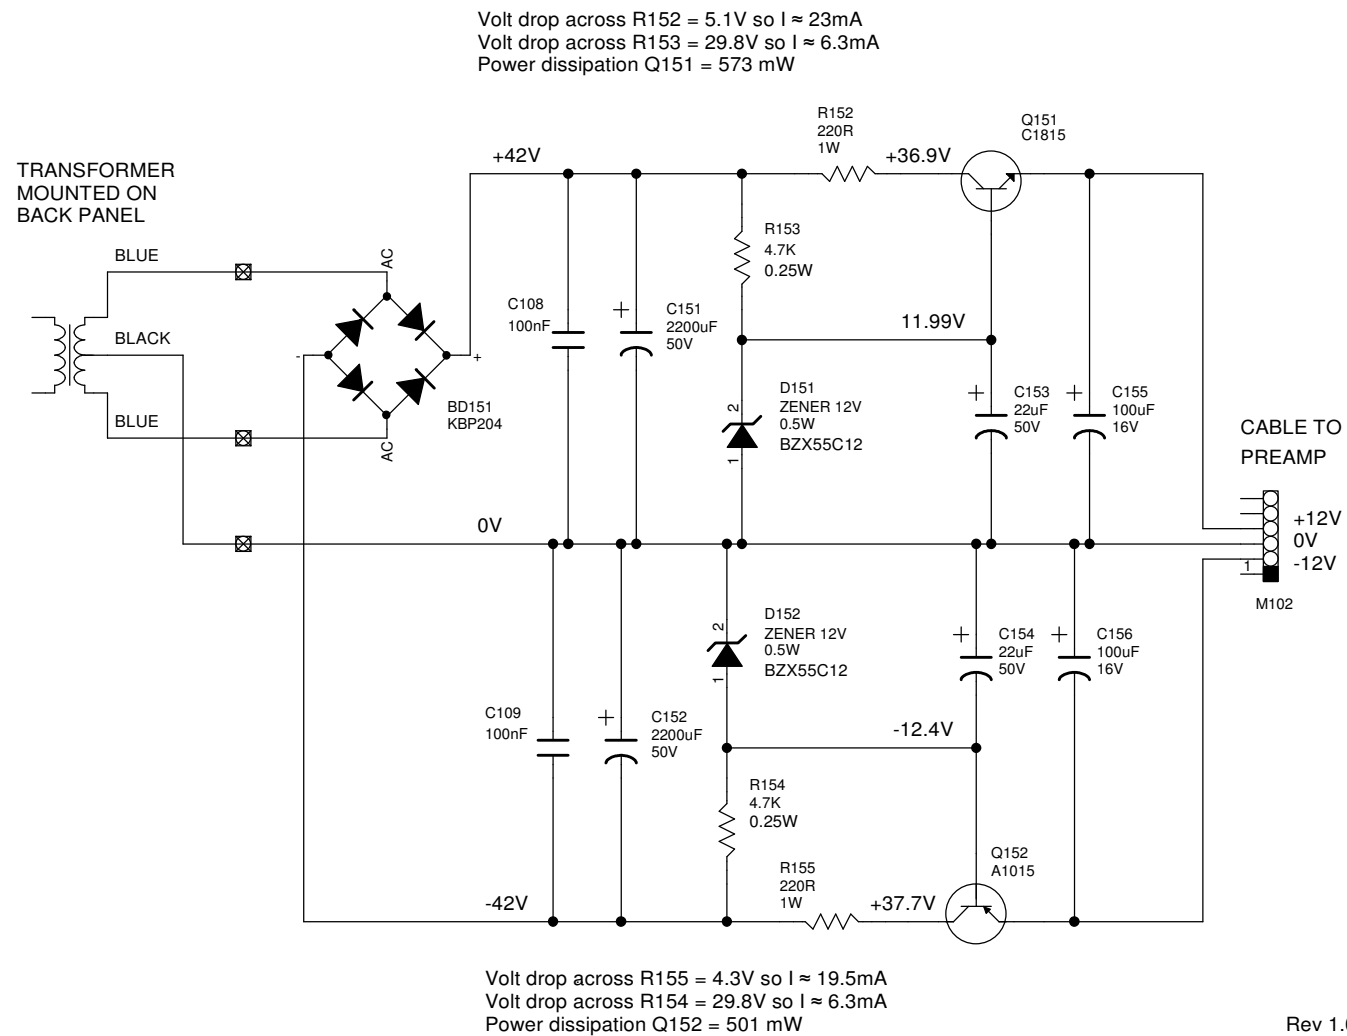 Volt drop across R152 = 5.1V so I ≈ 23mA
Volt drop across R153 = 29.8V so I ≈ 6.3mA
Power dissipation Q151 = 573 mW
TRANSFORMER
MOUNTED ON
BACK PANEL
BLUE
BLACK
BLUE
AC
AC
-
+
BD151
KBP204
+42V
0V
-42V
C108
100nF
+
C151
2200uF
50V
R152
220R
1W
+36.9V
Q151
C1815
R153
4.7K
0.25W
11.99V
D151
ZENER 12V
0.5W
BZX55C12
2
1
+
C153
22uF
50V
+
C155
100uF
16V
CABLE TO
PREAMP
+12V
0V
-12V
1
M102
D152
ZENER 12V
0.5W
BZX55C12
2
1
+
C154
22uF
50V
+
C156
100uF
16V
C109
100nF
+
C152
2200uF
50V
-12.4V
R154
4.7K
0.25W
R155
220R
1W
+37.7V
Q152
A1015
Volt drop across R155 = 4.3V so I ≈ 19.5mA
Volt drop across R154 = 29.8V so I ≈ 6.3mA
Power dissipation Q152 = 501 mW
Rev 1.